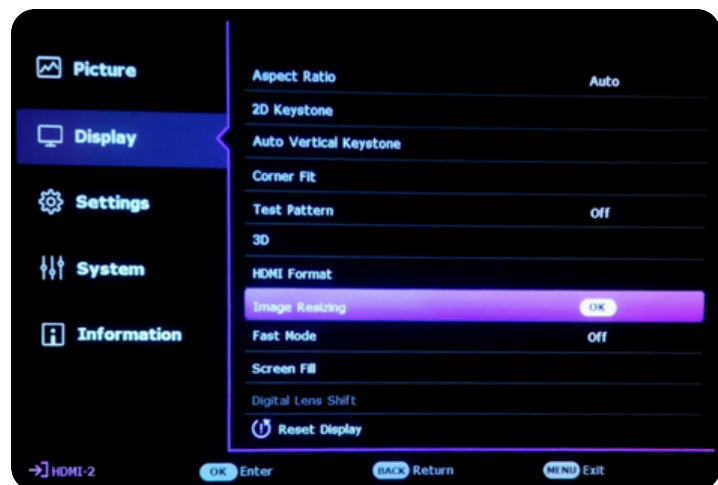 Picture
Display
Settings
System
Information
Aspect Ratio Auto
2D Keystone
Auto Vertical Keystone
Corner Fit
Test Pattern Off
3D
HDMI Format
Image Resizing OK
Fast Mode Off
Screen Fill
Digital Lens Shift
Reset Display
HDMI-2 OK Enter BACK Return MENU Exit